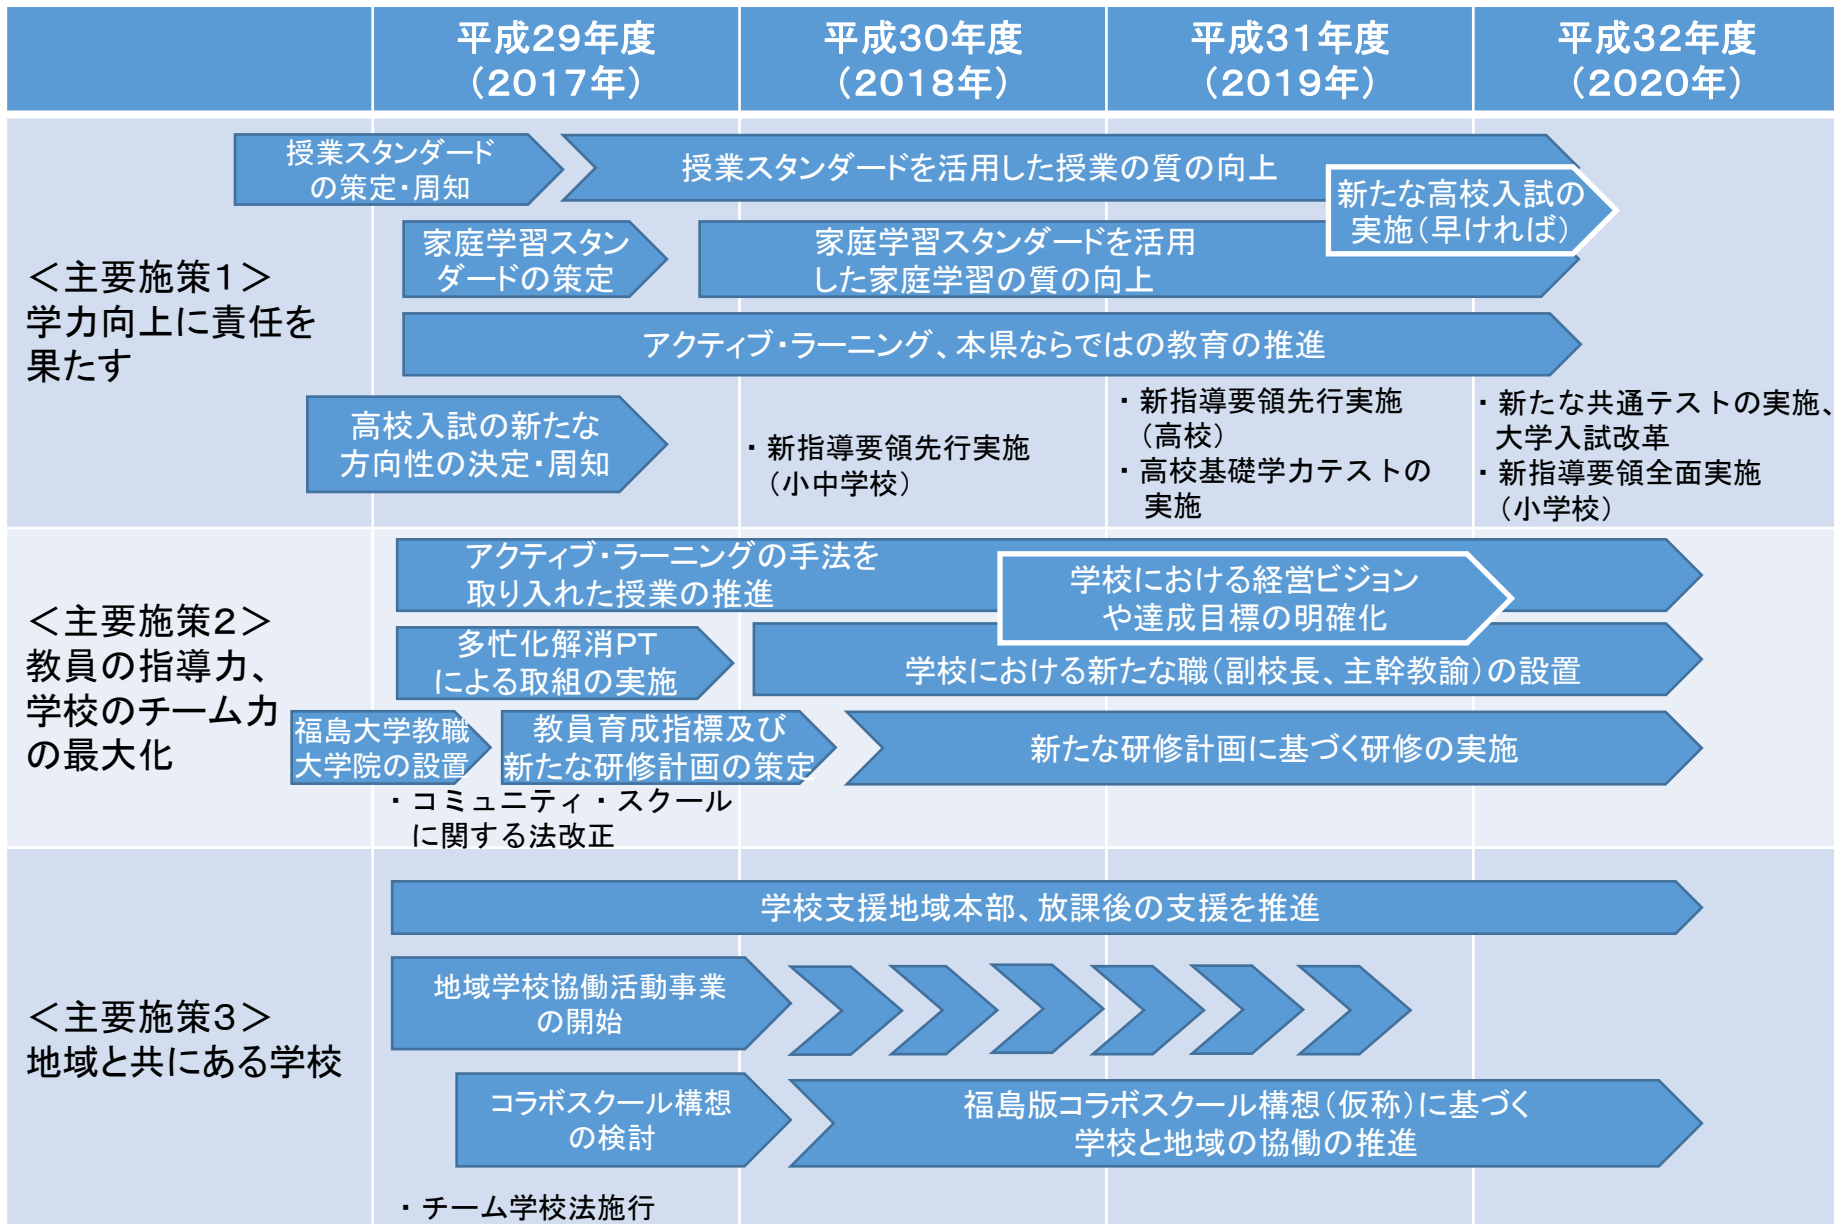 平成29年度
（2017年）
平成30年度
（2018年）
平成31年度
（2019年）
平成32年度
（2020年）
＜主要施策1＞
学力向上に責任を
果たす
授業スタンダード
の策定・周知
授業スタンダードを活用した授業の質の向上
新たな高校入試の
実施（早ければ）
家庭学習スタン
ダードの策定
家庭学習スタンダードを活用
した家庭学習の質の向上
アクティブ・ラーニング、本県ならではの教育の推進
高校入試の新たな
方向性の決定・周知
・新指導要領先行実施
（小中学校）
・新指導要領先行実施
（高校）
・高校基礎学力テストの
実施
・新たな共通テストの実施、
大学入試改革
・新指導要領全面実施
（小学校）
＜主要施策2＞
教員の指導力、
学校のチーム力
の最大化
アクティブ・ラーニングの手法を
取り入れた授業の推進
学校における経営ビジョン
や達成目標の明確化
多忙化解消PT
による取組の実施
学校における新たな職（副校長、主幹教諭）の設置
福島大学教職
大学院の設置
教員育成指標及び
新たな研修計画の策定
新たな研修計画に基づく研修の実施
・コミュニティ・スクール
に関する法改正
＜主要施策3＞
地域と共にある学校
学校支援地域本部、放課後の支援を推進
地域学校協働活動事業
の開始
コラボスクール構想
の検討
福島版コラボスクール構想（仮称）に基づく
学校と地域の協働の推進
・チーム学校法施行